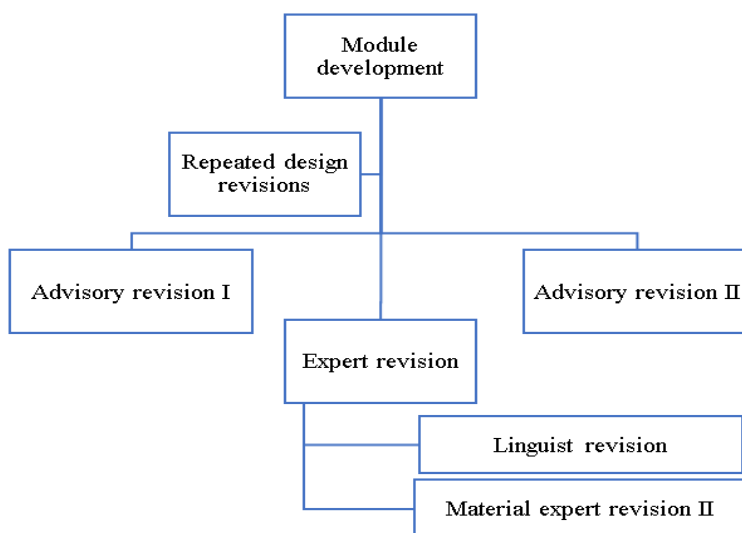 Module
development
Repeated design
revisions
Advisory revision I
Advisory revision II
Expert revision
Linguist revision
Material expert revision II